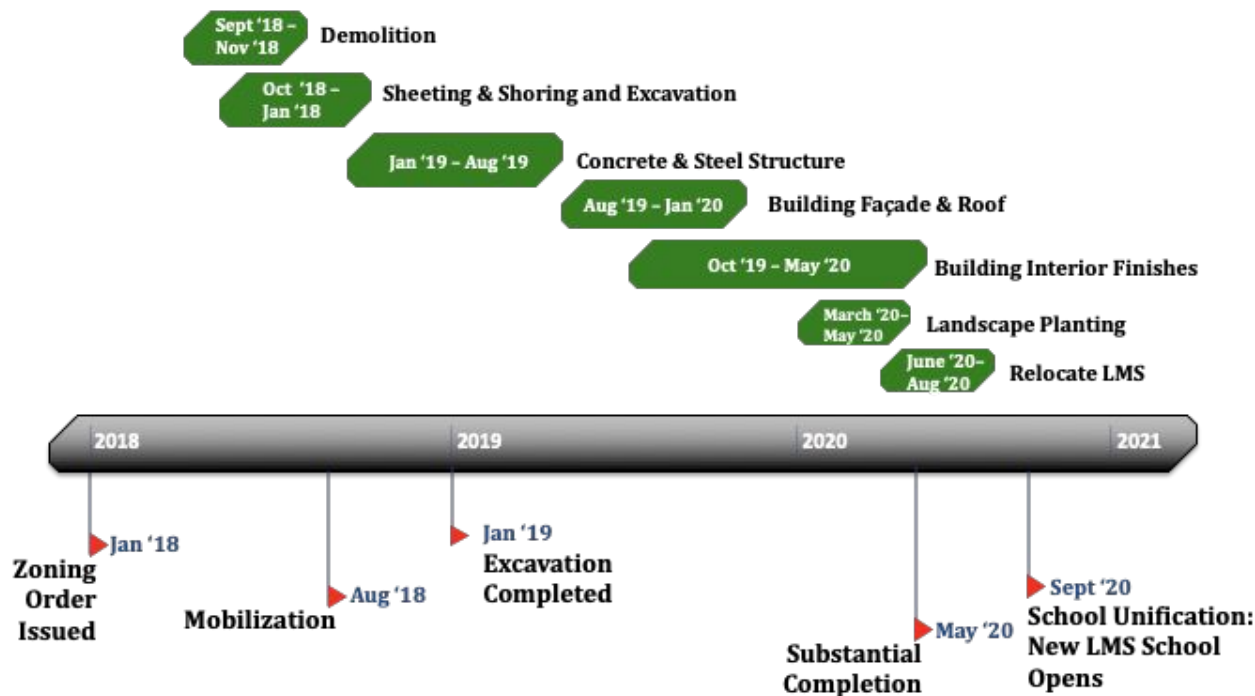 Sept ‘18 –
Nov ‘18
Demolition
Oct ‘18 –
Jan ‘18
Sheeting & Shoring and Excavation
Jan ‘19 – Aug ‘19
Concrete & Steel Structure
Aug ‘19 – Jan ‘20
Building Façade & Roof
Oct ‘19 – May ‘20
Building Interior Finishes
March ‘20–
May ‘20
Landscape Planting
June ‘20–
Aug ‘20
Relocate LMS
2018
2019
2020
2021
Jan ‘18
Zoning
Order
Issued
Aug ‘18
Mobilization
Jan ‘19
Excavation
Completed
May ‘20
Substantial
Completion
Sept ‘20
School Unification:
New LMS School
Opens